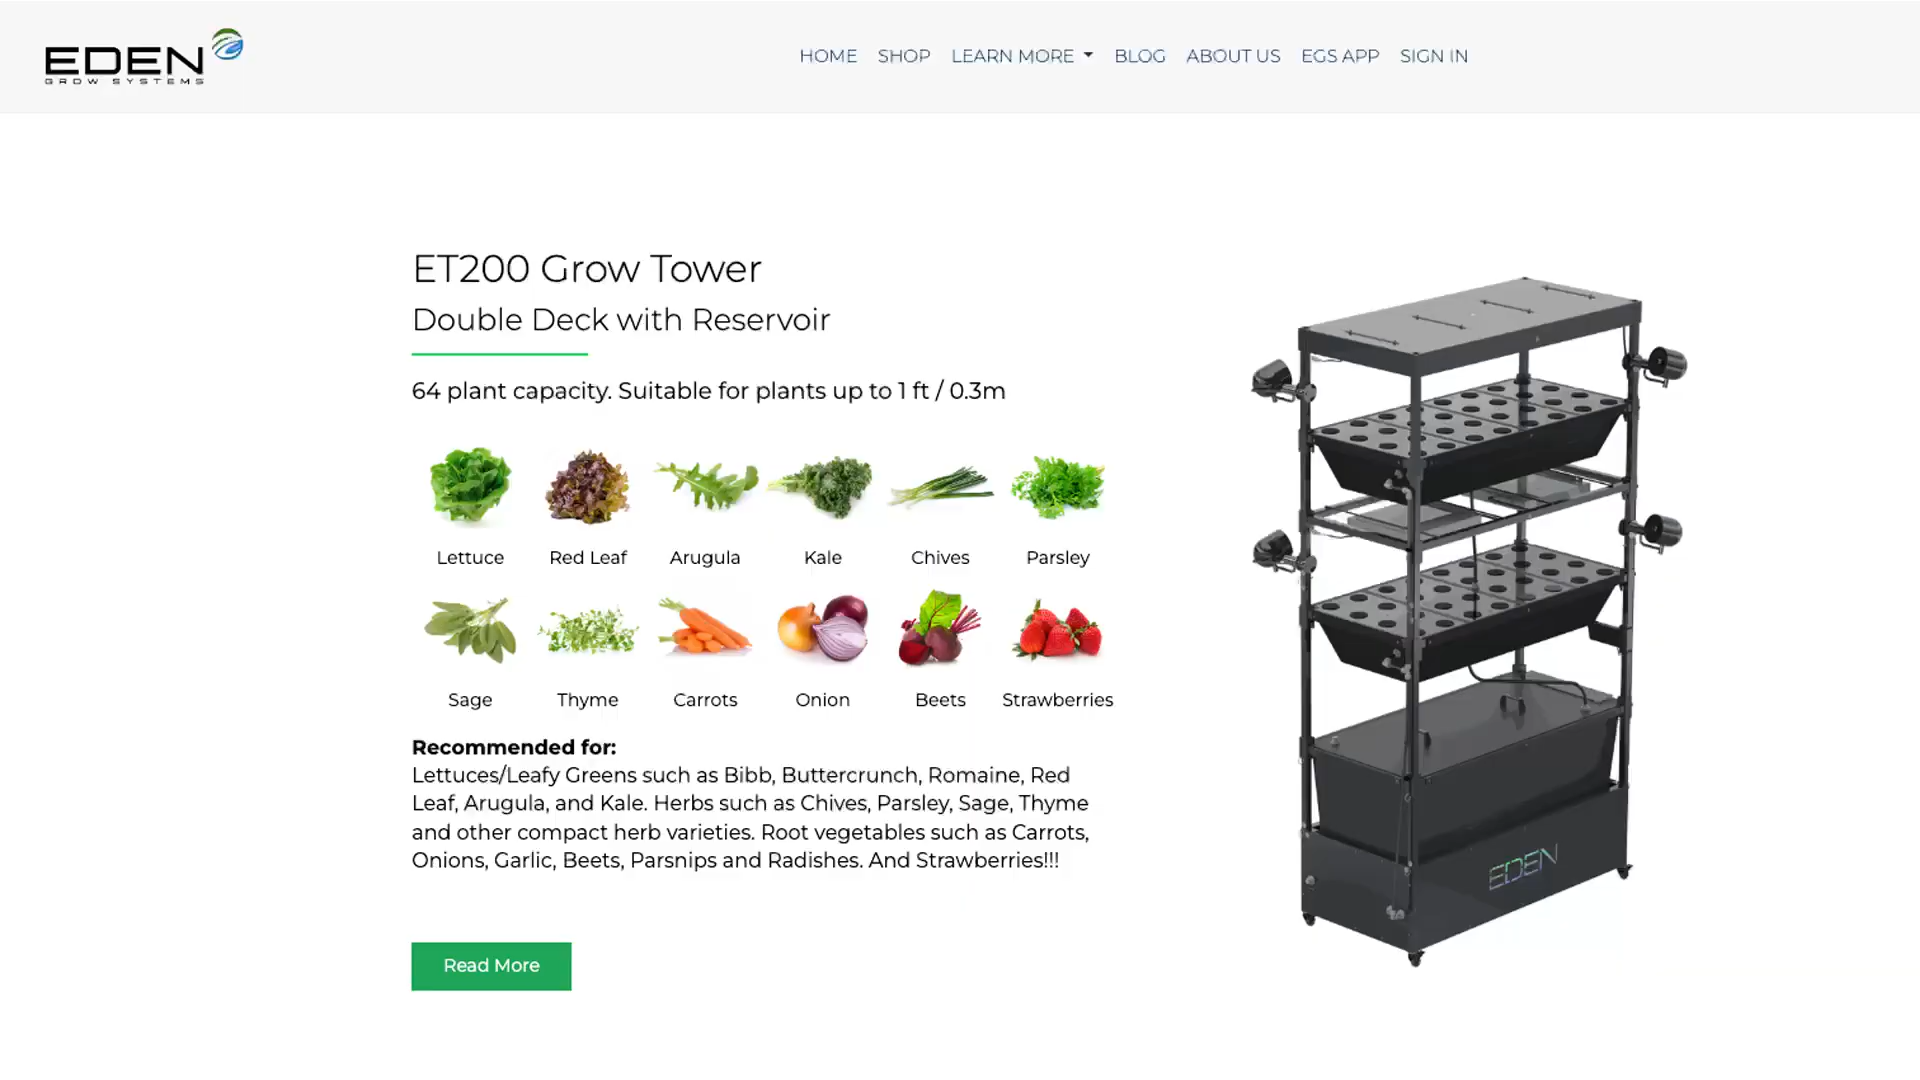 EDEN
GROW SYSTEMS
HOME SHOP LEARN MORE BLOG ABOUT US EGS APP SIGN IN
ET200 Grow Tower
Double Deck with Reservoir
64 plant capacity. Suitable for plants up to 1 ft / 0.3m
Lettuce Red Leaf Arugula Kale Chives Parsley
Sage Thyme Carrots Onion Beets Strawberries
Recommended for:
Lettuces/Leafy Greens such as Bibb, Buttercrunch, Romaine, Red
Leaf, Arugula, and Kale. Herbs such as Chives, Parsley, Sage, Thyme
and other compact herb varieties. Root vegetables such as Carrots,
Onions, Garlic, Beets, Parsnips and Radishes. And Strawberries!!!
Read More
EDEN